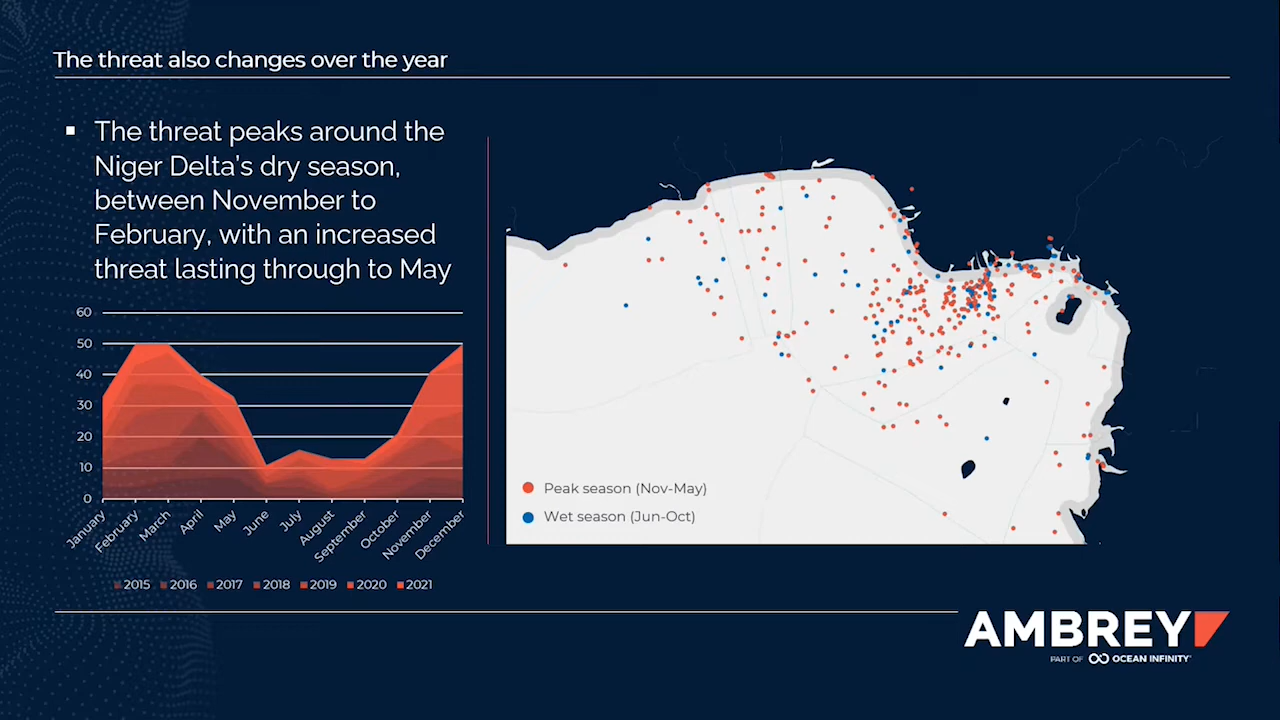 The threat also changes over the year
▪ The threat peaks around the
Niger Delta's dry season,
between November to
February, with an increased
threat lasting through to May
60
50
40
30
20
10
0
January
February
March
April
May
June
July
August
September
October
November
December
2015 2016 2017 2018 2019 2020 2021
Peak season (Nov-May)
Wet season (Jun-Oct)
AMBREY
PART OF OCEAN INFINITY